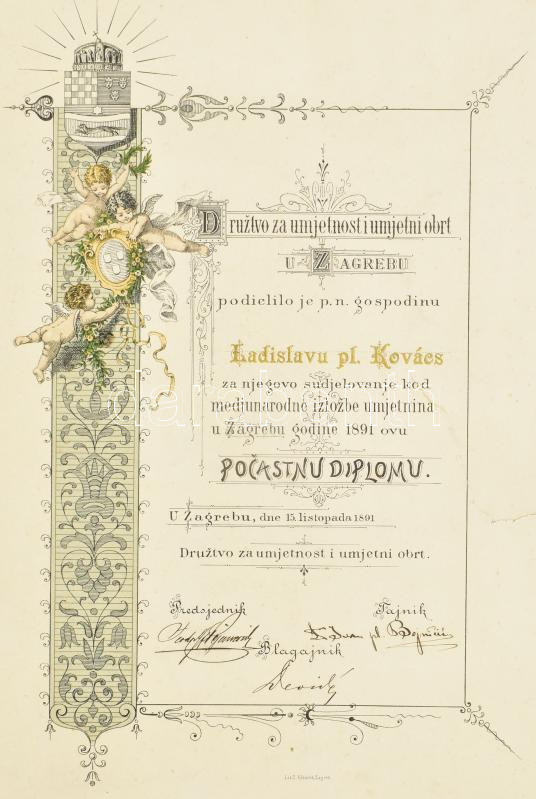 Družtvo za umjetnost i umjetni obrt
U ZAGREBU
podielilo je p.n. gospodinu
Ladislavu pl. Kovács
za njegovo sudjelovanje kod
medjunarodne izložbe umjetnina
u Zagrebu godine 1891 ovu
POČASTNU DIPLOMU.
U Zagrebu, dne 15. listopada 1891
Družtvo za umjetnost i umjetni obrt.
Predsjednik Tajnik
pl.
Blagajnik